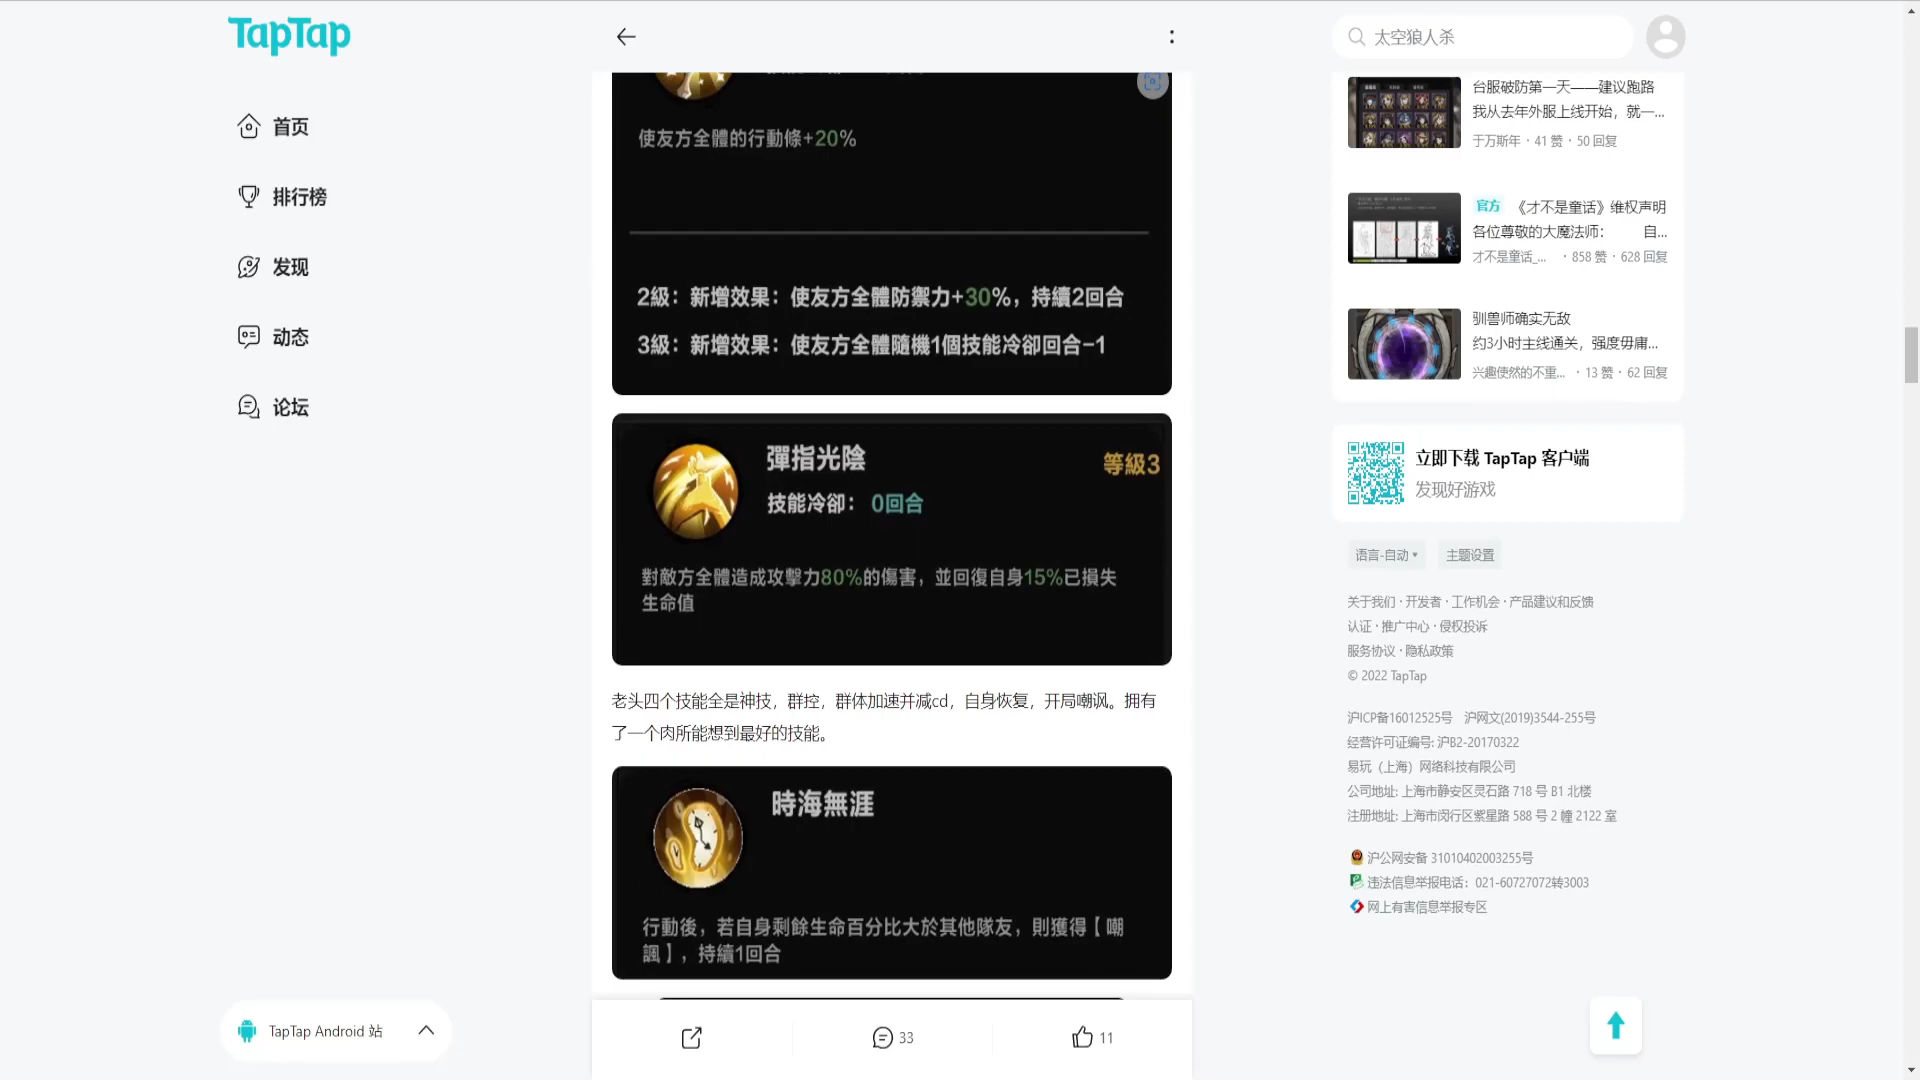 TapTap
首页
排行榜
发现
动态
论坛
TapTap Android 站
使友方全體的行動條+20%
2級：新增效果：使友方全體防禦力+30%，持續2回合
3級：新增效果：使友方全體隨機1個技能冷卻回合-1
彈指光陰
等級3
技能冷卻：0回合
對敵方全體造成攻擊力80%的傷害，並回復自身15%已損失
生命值
老头四个技能全是神技，群控，群体加速并减cd，自身恢复，开局嘲讽。拥有
了一个肉所能想到最好的技能。
時海無涯
行動後，若自身剩餘生命百分比大於其他隊友，則獲得【嘲
諷】，持續1回合
33
11
太空狼人杀
台服破防第一天——建议跑路
我从去年外服上线开始，就一...
于万斯年 · 41 赞 · 50 回复
官方 《才不是童话》维权声明
各位尊敬的大魔法师： 自...
才不是童话_... · 858 赞 · 628 回复
驯兽师确实无敌
约3小时主线通关，强度毋庸...
兴趣使然的不重... · 13 赞 · 62 回复
立即下载 TapTap 客户端
发现好游戏
语言-自动
主题设置
关于我们 · 开发者 · 工作机会 · 产品建议和反馈
认证 · 推广中心 · 侵权投诉
服务协议 · 隐私政策
© 2022 TapTap
沪ICP备16012525号 沪网文(2019)3544-255号
经营许可证编号: 沪B2-20170322
易玩（上海）网络科技有限公司
公司地址: 上海市静安区灵石路 718 号 B1 北楼
注册地址: 上海市闵行区紫星路 588 号 2 幢 2122 室
沪公网安备 31010402003255号
违法信息举报电话：021-60727072转3003
网上有害信息举报专区